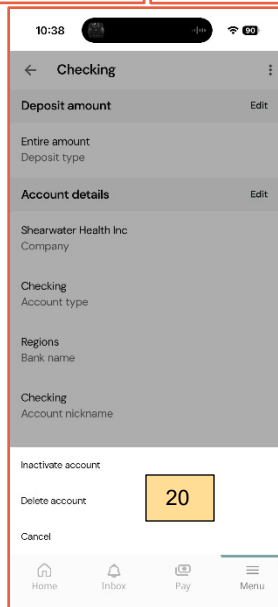 10:38
90
Checking
Deposit amount Edit
Entire amount
Deposit type
Account details Edit
Shearwater Health Inc
Company
Checking
Account type
Regions
Bank name
Checking
Account nickname
Inactivate account
Delete account
20
Cancel
Home Inbox Pay Menu